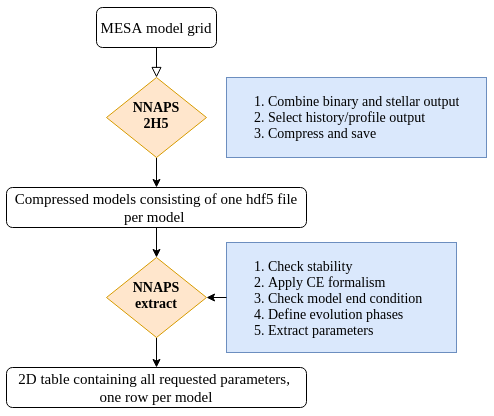 MESA model grid
NNAPS
2H5
1. Combine binary and stellar output
2. Select history/profile output
3. Compress and save
Compressed models consisting of one hdf5 file
per model
NNAPS
extract
1. Check stability
2. Apply CE formalism
3. Check model end condition
4. Define evolution phases
5. Extract parameters
2D table containing all requested parameters,
one row per model